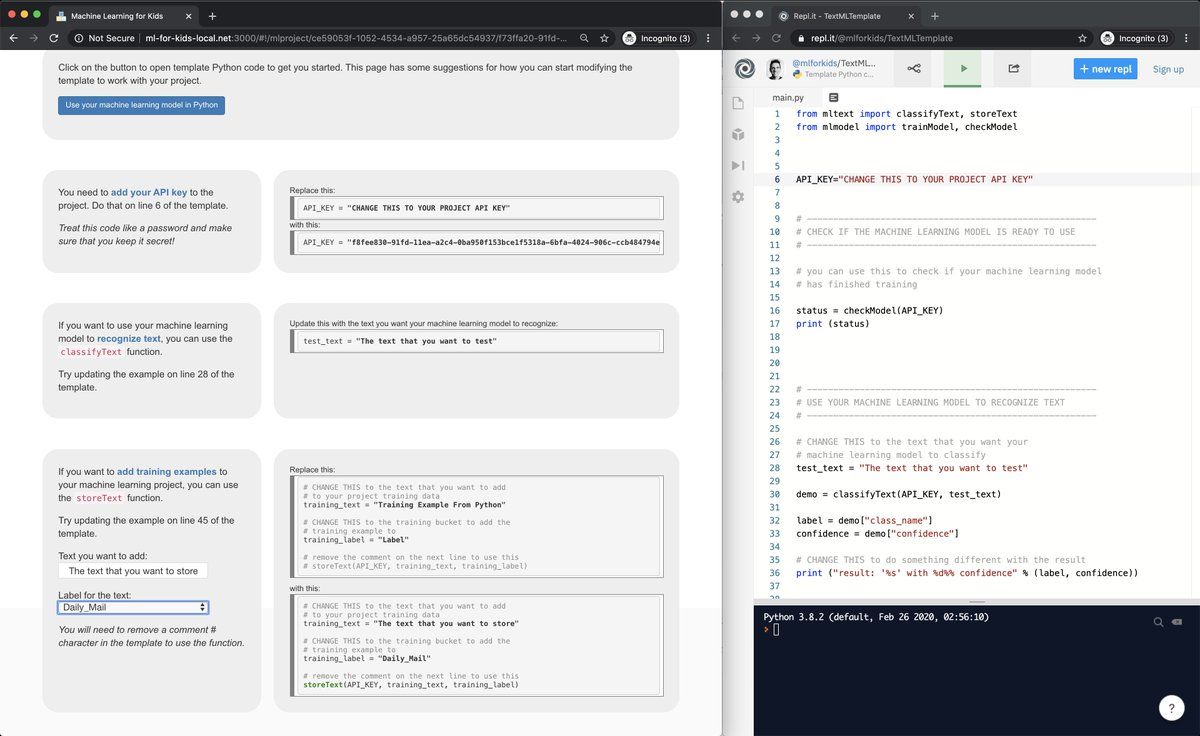 Machine Learning for Kids
Not Secure | ml-for-kids-local.net:3000/#!/mlproject/ce59053f-1052-4534-a957-25a65dc54937/f73ffa20-91fd-...
Incognito (3)
Click on the button to open template Python code to get you started. This page has some suggestions for how you can start modifying the
template to work with your project.
Use your machine learning model in Python
You need to add your API key to the
project. Do that on line 6 of the template.
Treat this code like a password and make
sure that you keep it secret!
Replace this:
API_KEY = "CHANGE THIS TO YOUR PROJECT API KEY"
with this:
API_KEY = "f8fee830-91fd-11ea-a2c4-0ba950f153bce1f5318a-6bfa-4024-906c-ccb484794e
If you want to use your machine learning
model to recognize text, you can use the
classifyText function.
Try updating the example on line 28 of the
template.
Update this with the text you want your machine learning model to recognize:
test_text = "The text that you want to test"
If you want to add training examples to
your machine learning project, you can use
the storeText function.
Try updating the example on line 45 of the
template.
Text you want to add:
The text that you want to store
Label for the text:
Daily_Mail
You will need to remove a comment #
character in the template to use the function.
Replace this:
# CHANGE THIS to the text that you want to add
# to your project training data
training_text = "Training Example From Python"
# CHANGE THIS to the training bucket to add the
# training example to
training_label = "Label"
# remove the comment on the next line to use this
# storeText(API_KEY, training_text, training_label)
with this:
# CHANGE THIS to the text that you want to add
# to your project training data
training_text = "The text that you want to store"
# CHANGE THIS to the training bucket to add the
# training example to
training_label = "Daily_Mail"
# remove the comment on the next line to use this
storeText(API_KEY, training_text, training_label)
Repl.it - TextMLTemplate
repl.it/@mlforkids/TextMLTemplate
Incognito (3)
@mlforkids/TextML...
Template Python c...
+ new repl
Sign up
main.py
1 from mltext import classifyText, storeText
2 from mlmodel import trainModel, checkModel
3
4
5
6 API_KEY="CHANGE THIS TO YOUR PROJECT API KEY"
7
8
9 # ------------------------------------------------------
10 # CHECK IF THE MACHINE LEARNING MODEL IS READY TO USE
11 # ------------------------------------------------------
12
13 # you can use this to check if your machine learning model
14 # has finished training
15
16 status = checkModel(API_KEY)
17 print (status)
18
19
20
21
22 # ------------------------------------------------------
23 # USE YOUR MACHINE LEARNING MODEL TO RECOGNIZE TEXT
24 # ------------------------------------------------------
25
26 # CHANGE THIS to the text that you want your
27 # machine learning model to classify
28 test_text = "The text that you want to test"
29
30 demo = classifyText(API_KEY, test_text)
31
32 label = demo["class_name"]
33 confidence = demo["confidence"]
34
35 # CHANGE THIS to do something different with the result
36 print ("result: '%s' with %d%% confidence" % (label, confidence))
37
38
Python 3.8.2 (default, Feb 26 2020, 02:56:10)
>
?